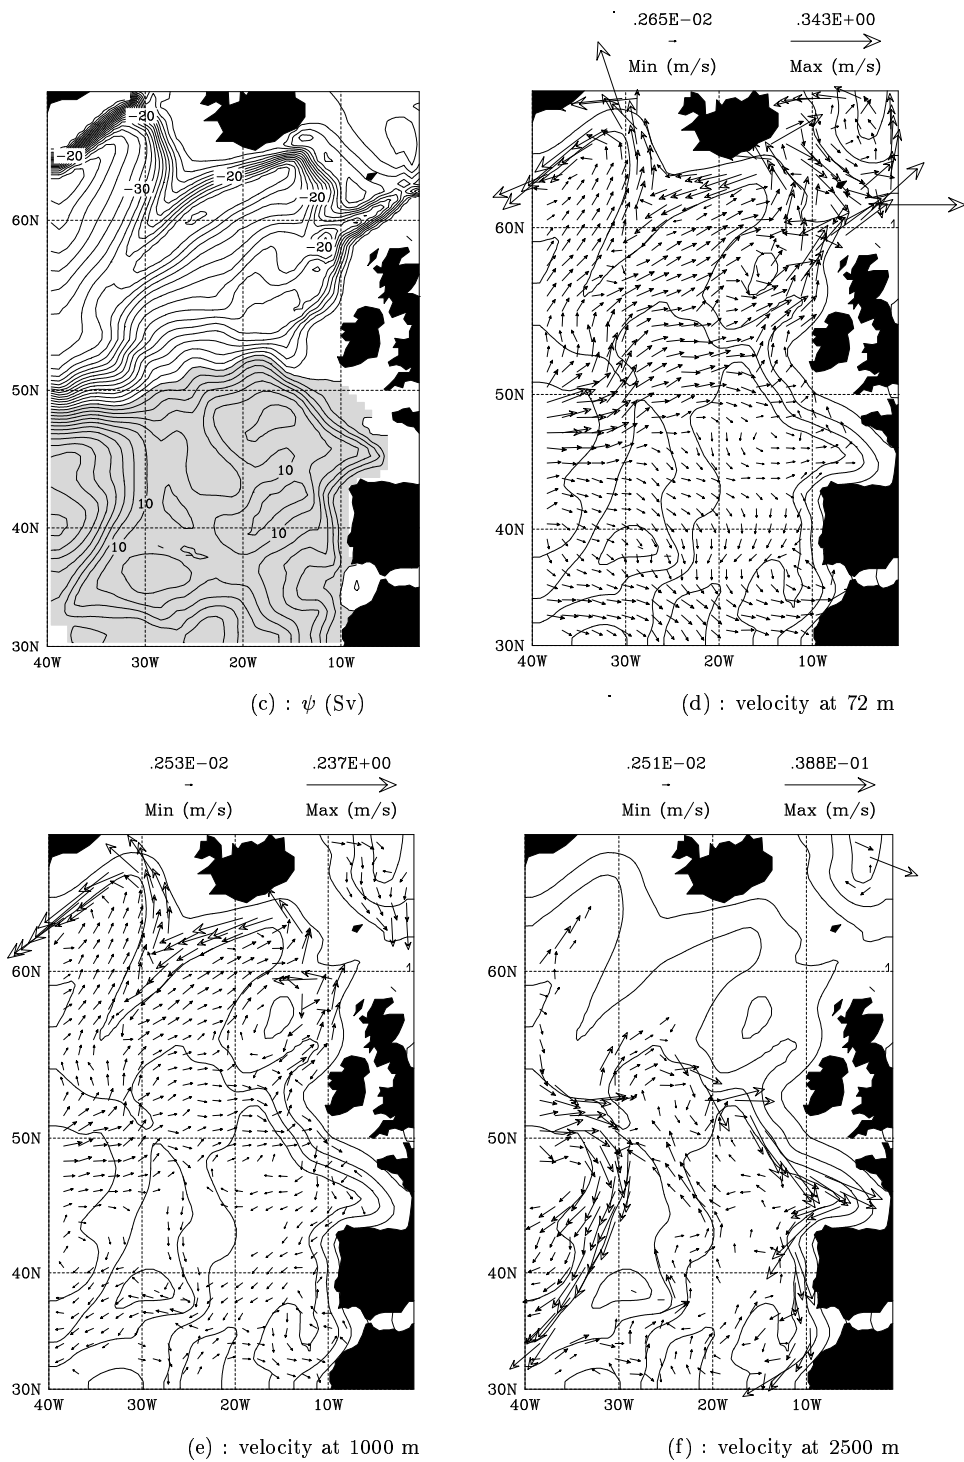 .265E−02 .343E+00
Min (m/s) Max (m/s)
−20
−20
−20
−30
−20
60N
−20
60N
1
50N
50N
10
10
10
10
40N
40N
30N
30N
40W 30W 20W 10W
40W 30W 20W 10W
(c) : ψ (Sv)
(d) : velocity at 72 m
.253E−02 .237E+00
Min (m/s) Max (m/s)
.251E−02 .388E−01
Min (m/s) Max (m/s)
60N
1
60N
1
50N
50N
40N
40N
30N
30N
40W 30W 20W 10W
40W 30W 20W 10W
(e) : velocity at 1000 m
(f) : velocity at 2500 m